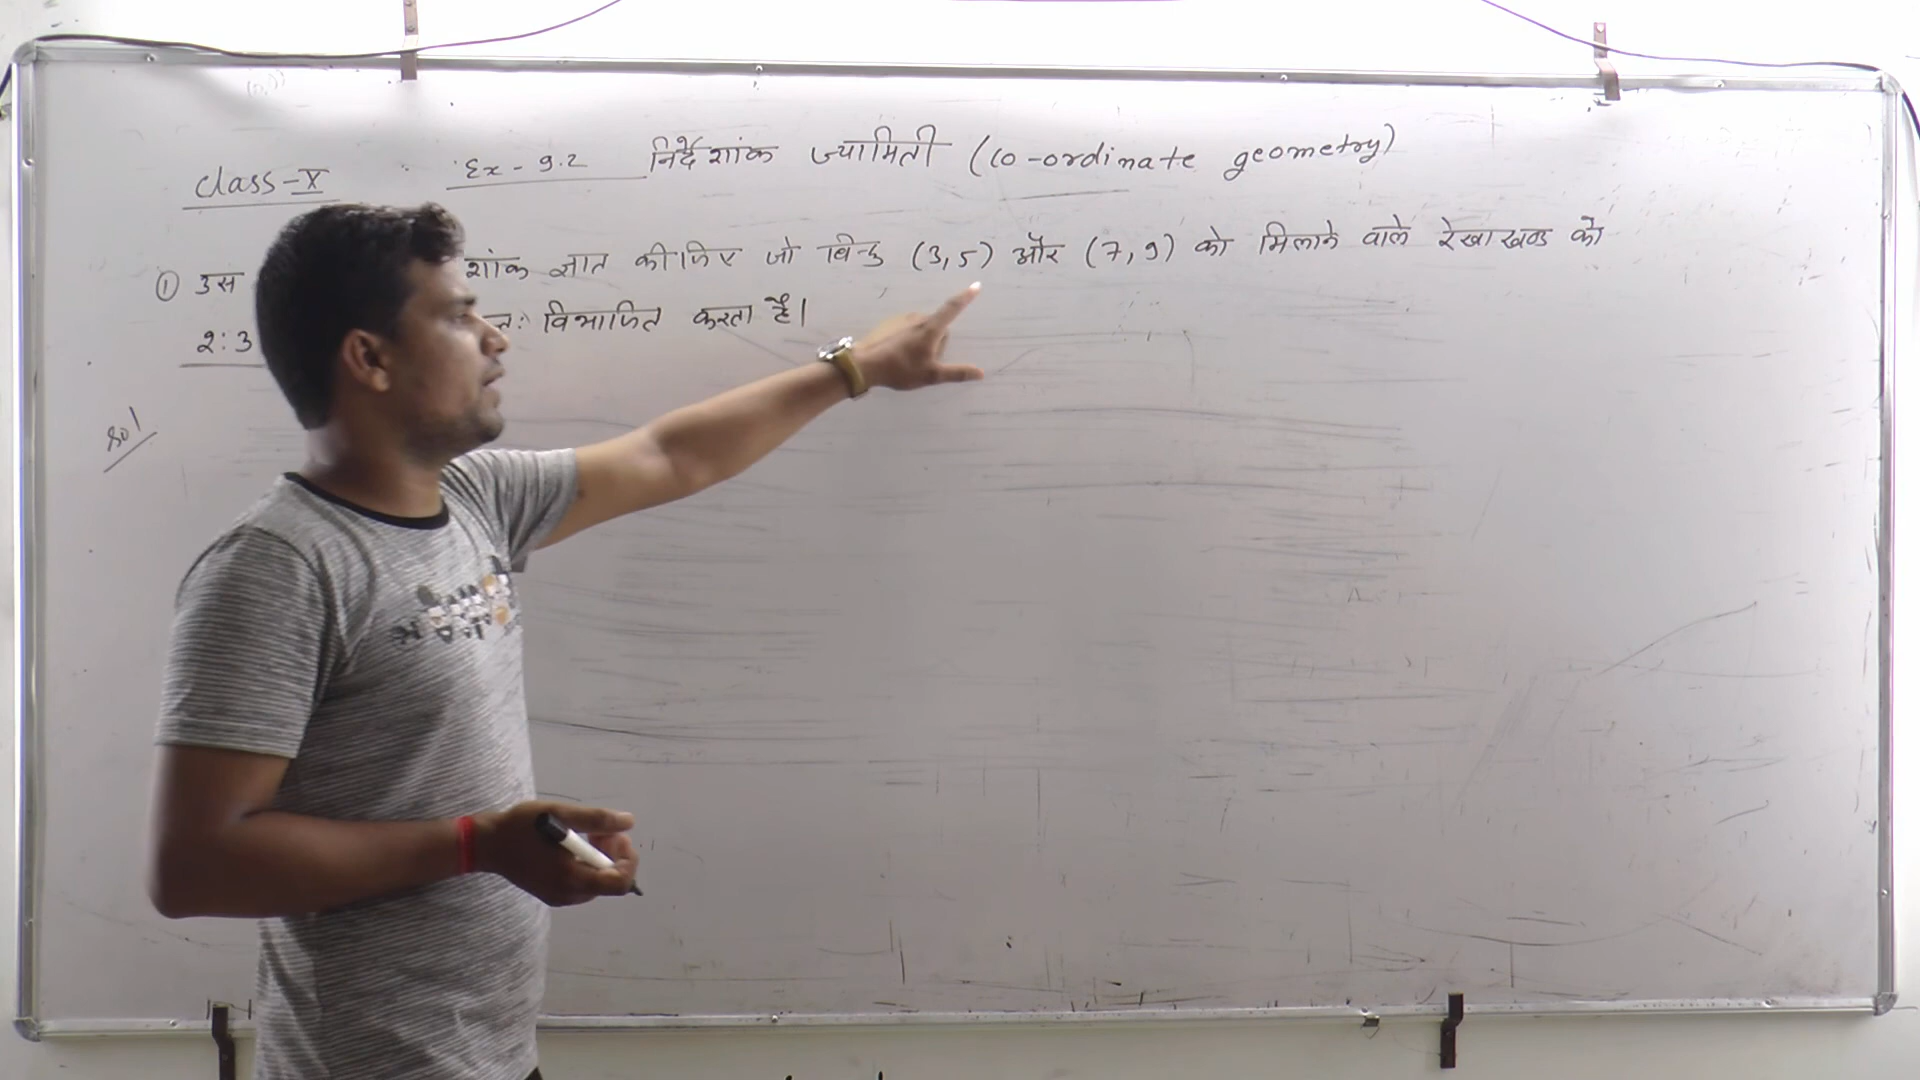 Class-X Ex-9.2 निर्देशांक ज्यामिती (Co-ordinate geometry)
① उस शांक ज्ञात कीजिए जो बिन्दु (3,5) और (7,9) को मिलाने वाले रेखाखण्ड को
2:3 तः विभाजित करता है।
Sol